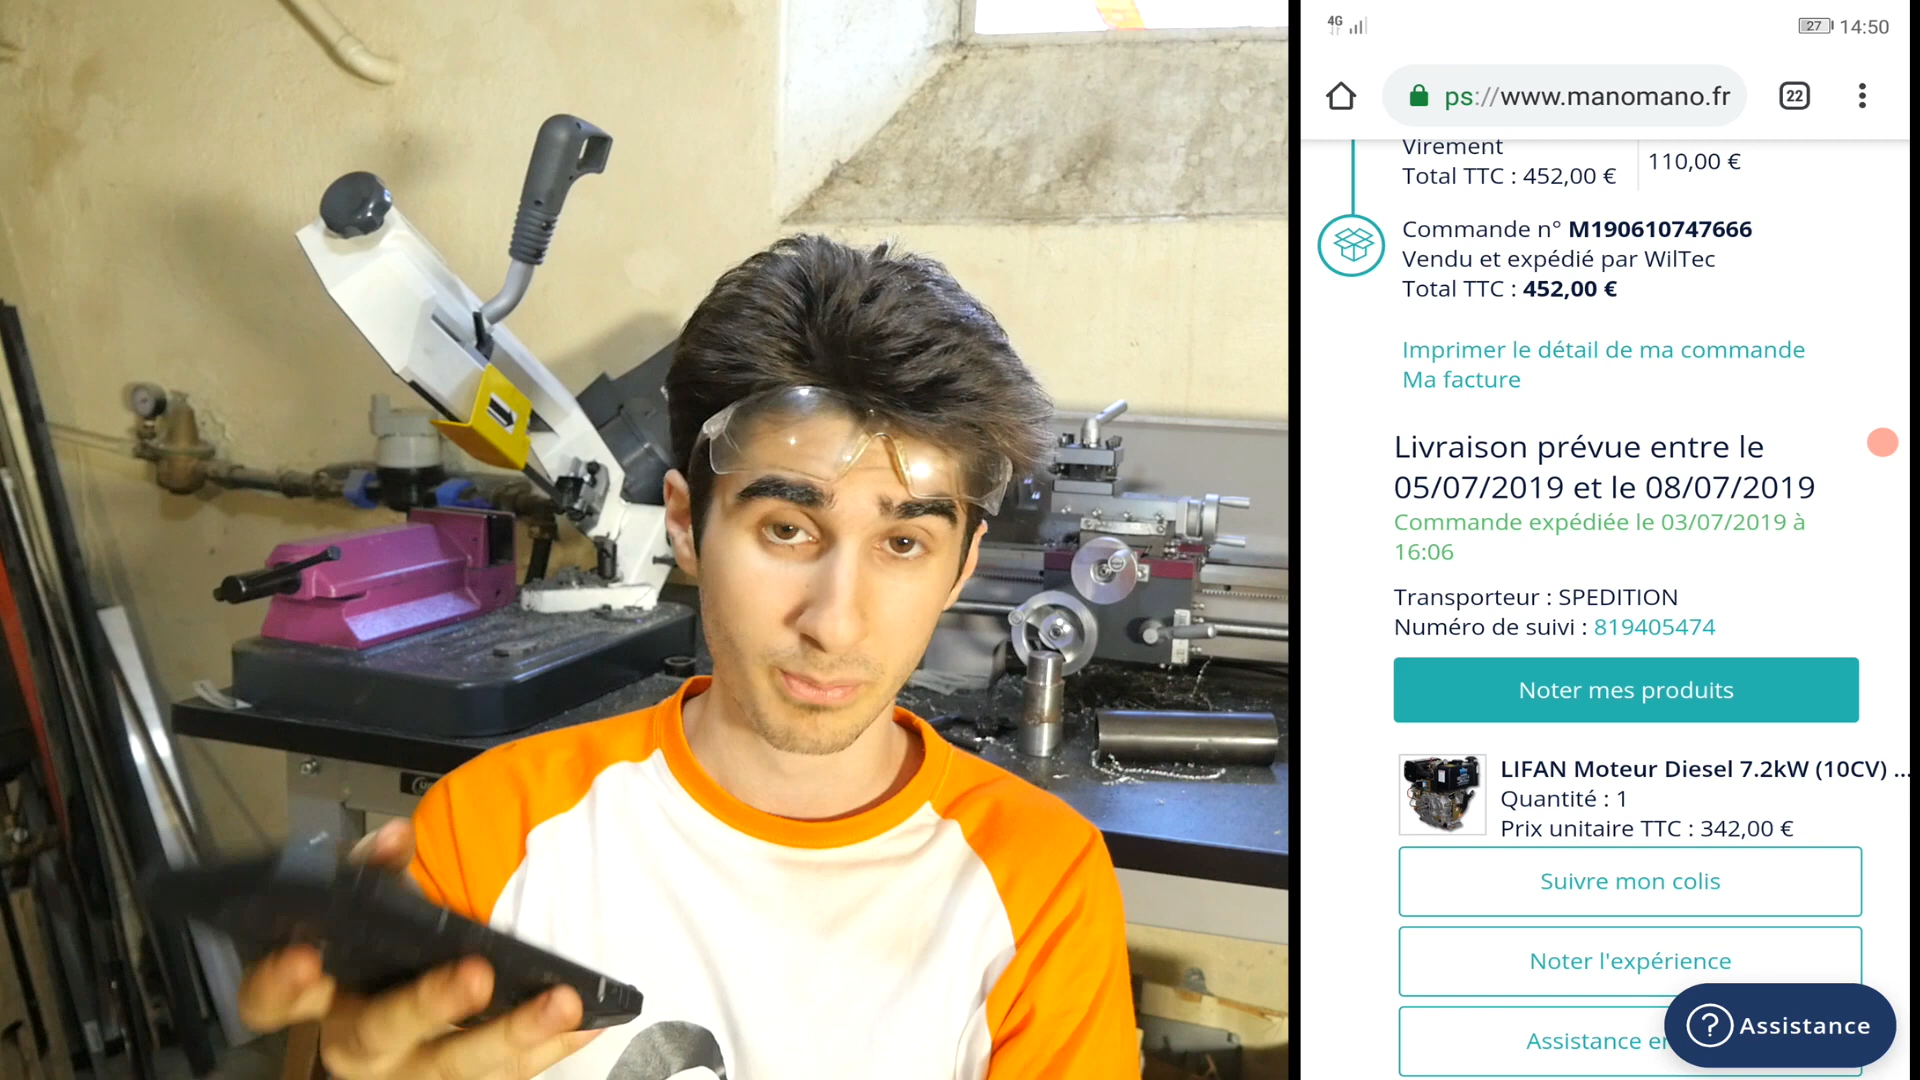 4G
27
14:50
ps://www.manomano.fr
22
Virement
Total TTC : 452,00 €
110,00 €
Commande n° M190610747666
Vendu et expédié par WilTec
Total TTC : 452,00 €
Imprimer le détail de ma commande
Ma facture
Livraison prévue entre le
05/07/2019 et le 08/07/2019
Commande expédiée le 03/07/2019 à
16:06
Transporteur : SPEDITION
Numéro de suivi : 819405474
Noter mes produits
LIFAN Moteur Diesel 7.2kW (10CV) ...
Quantité : 1
Prix unitaire TTC : 342,00 €
Suivre mon colis
Noter l'expérience
Assistance
? Assistance